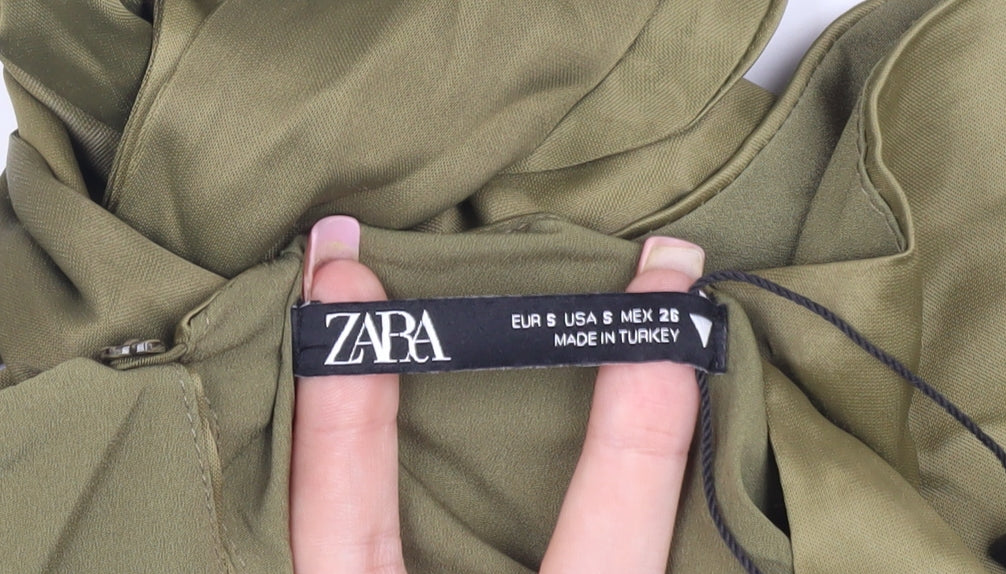 ZARA
EUR S USA S MEX 26
MADE IN TURKEY